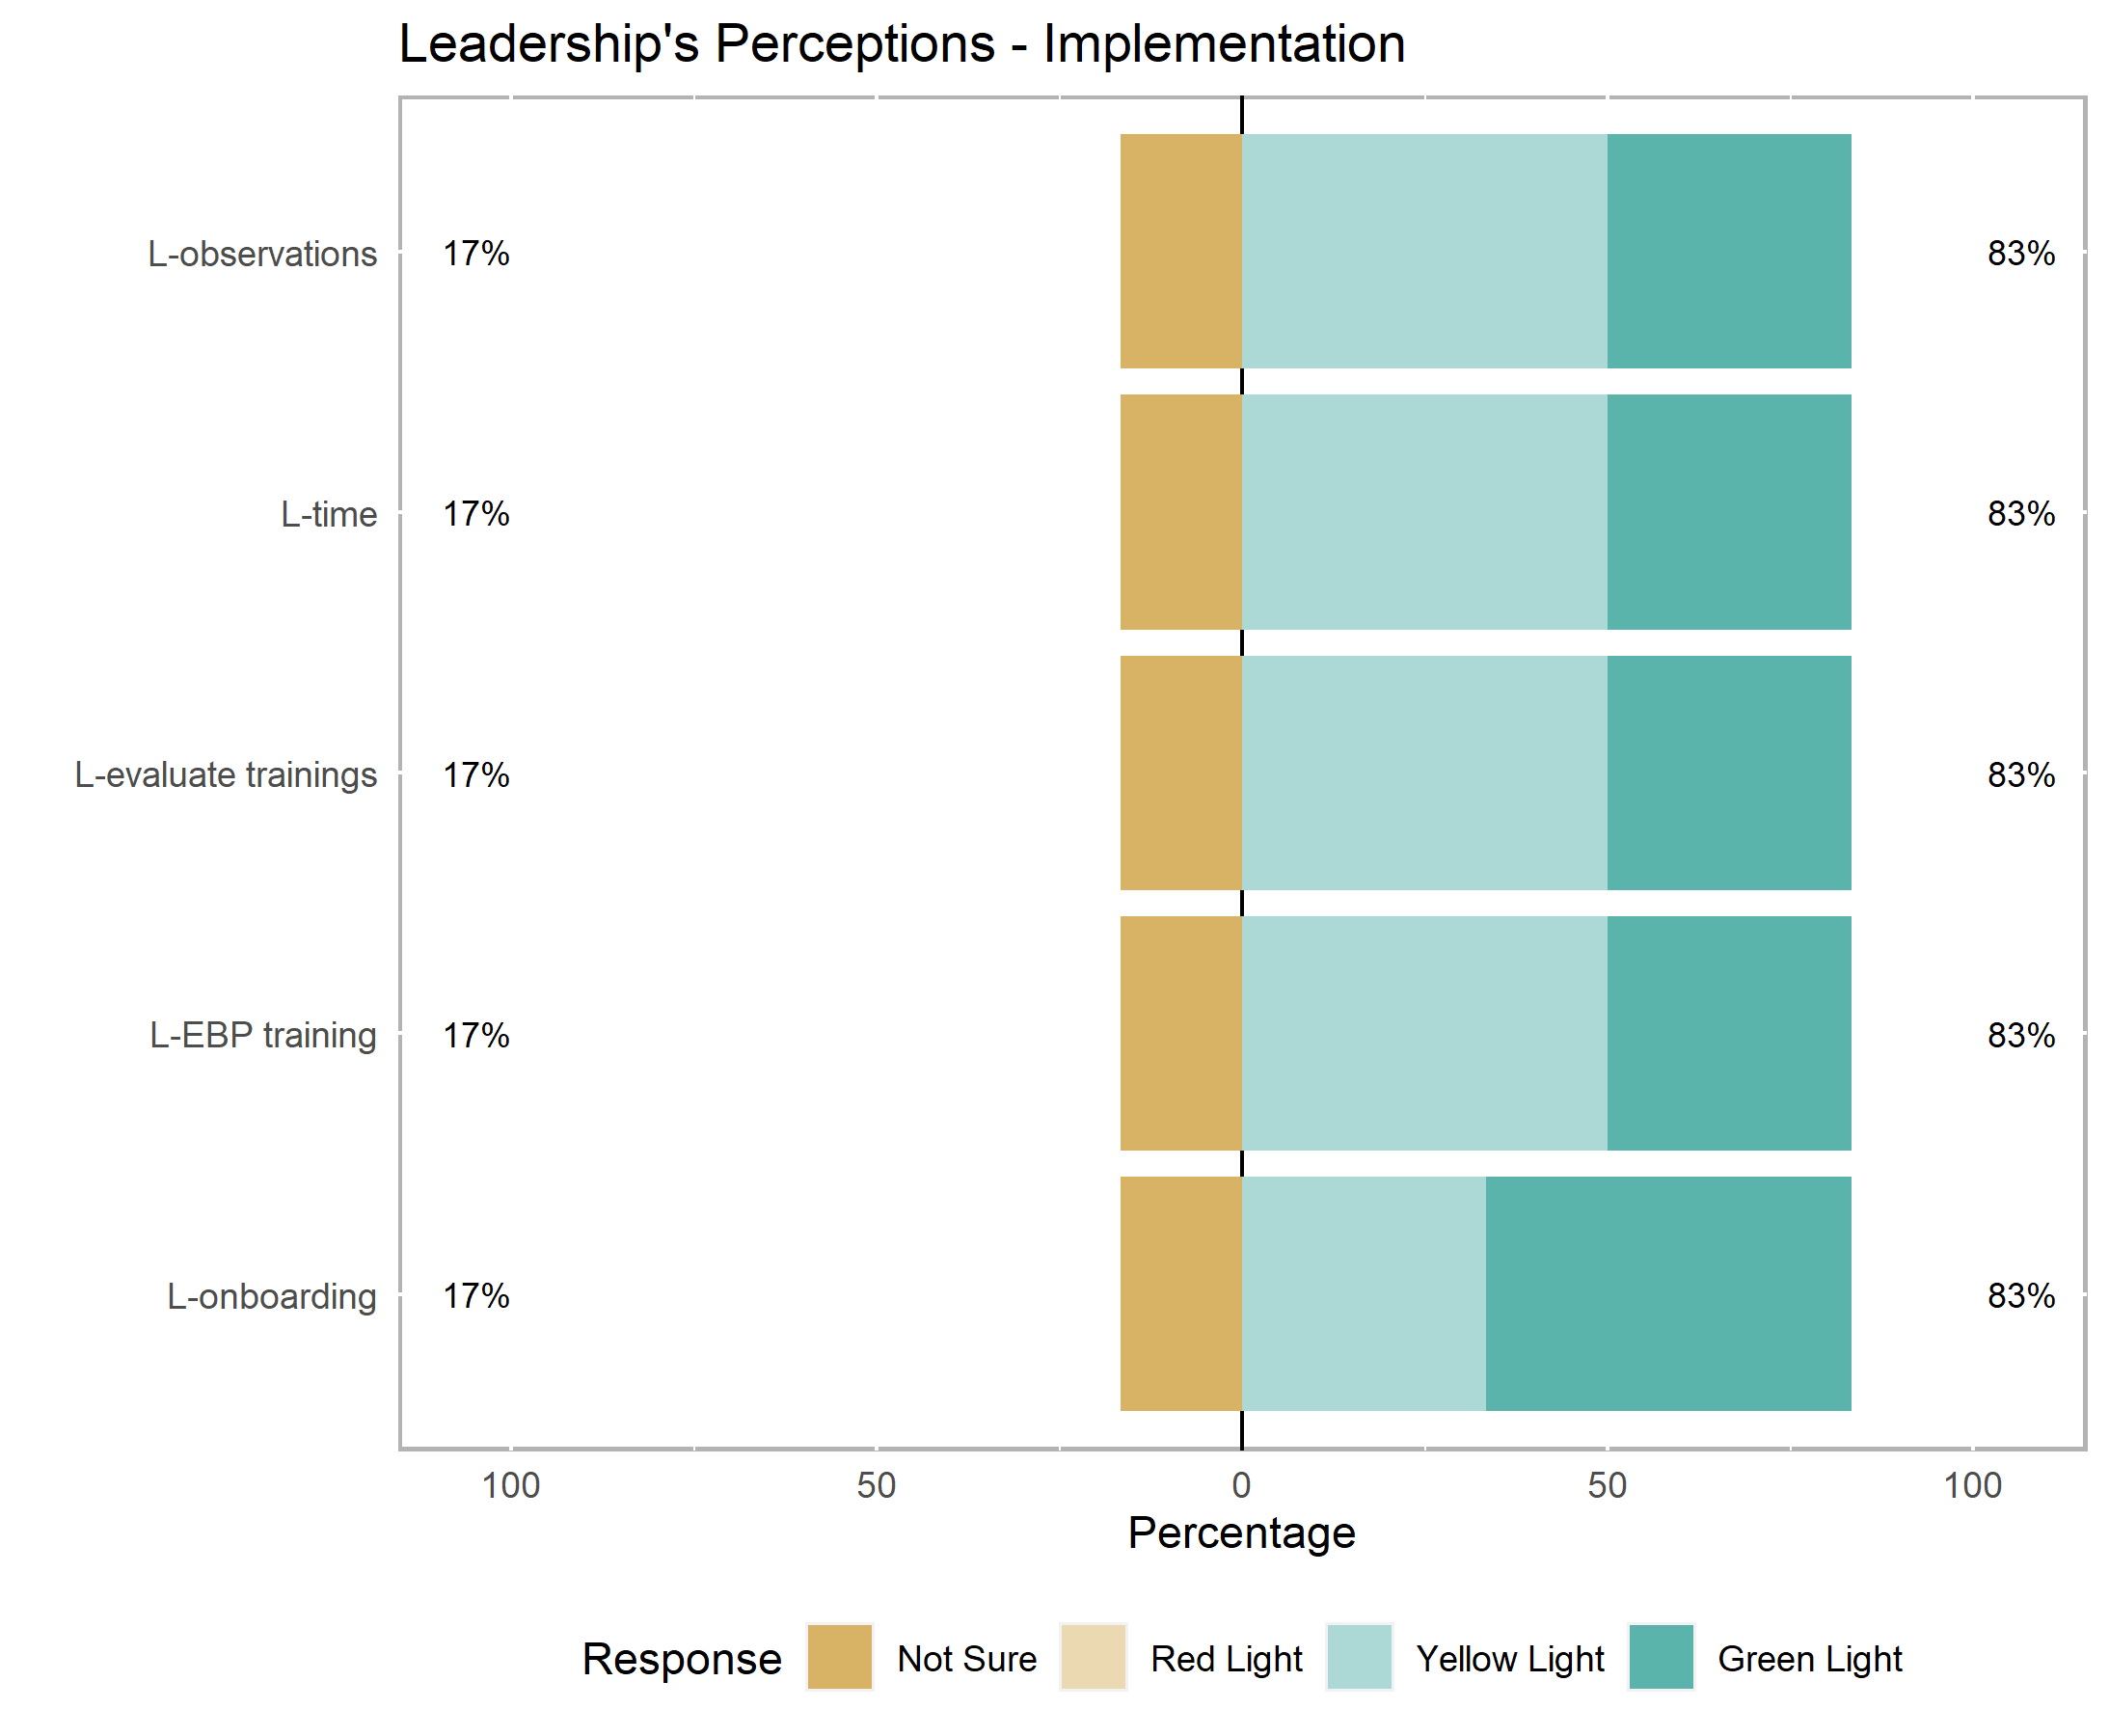 Leadership's Perceptions - Implementation
L-observations 17% 83%
L-time 17% 83%
L-evaluate trainings 17% 83%
L-EBP training 17% 83%
L-onboarding 17% 83%
100 50 0 50 100
Percentage
Response Not Sure Red Light Yellow Light Green Light